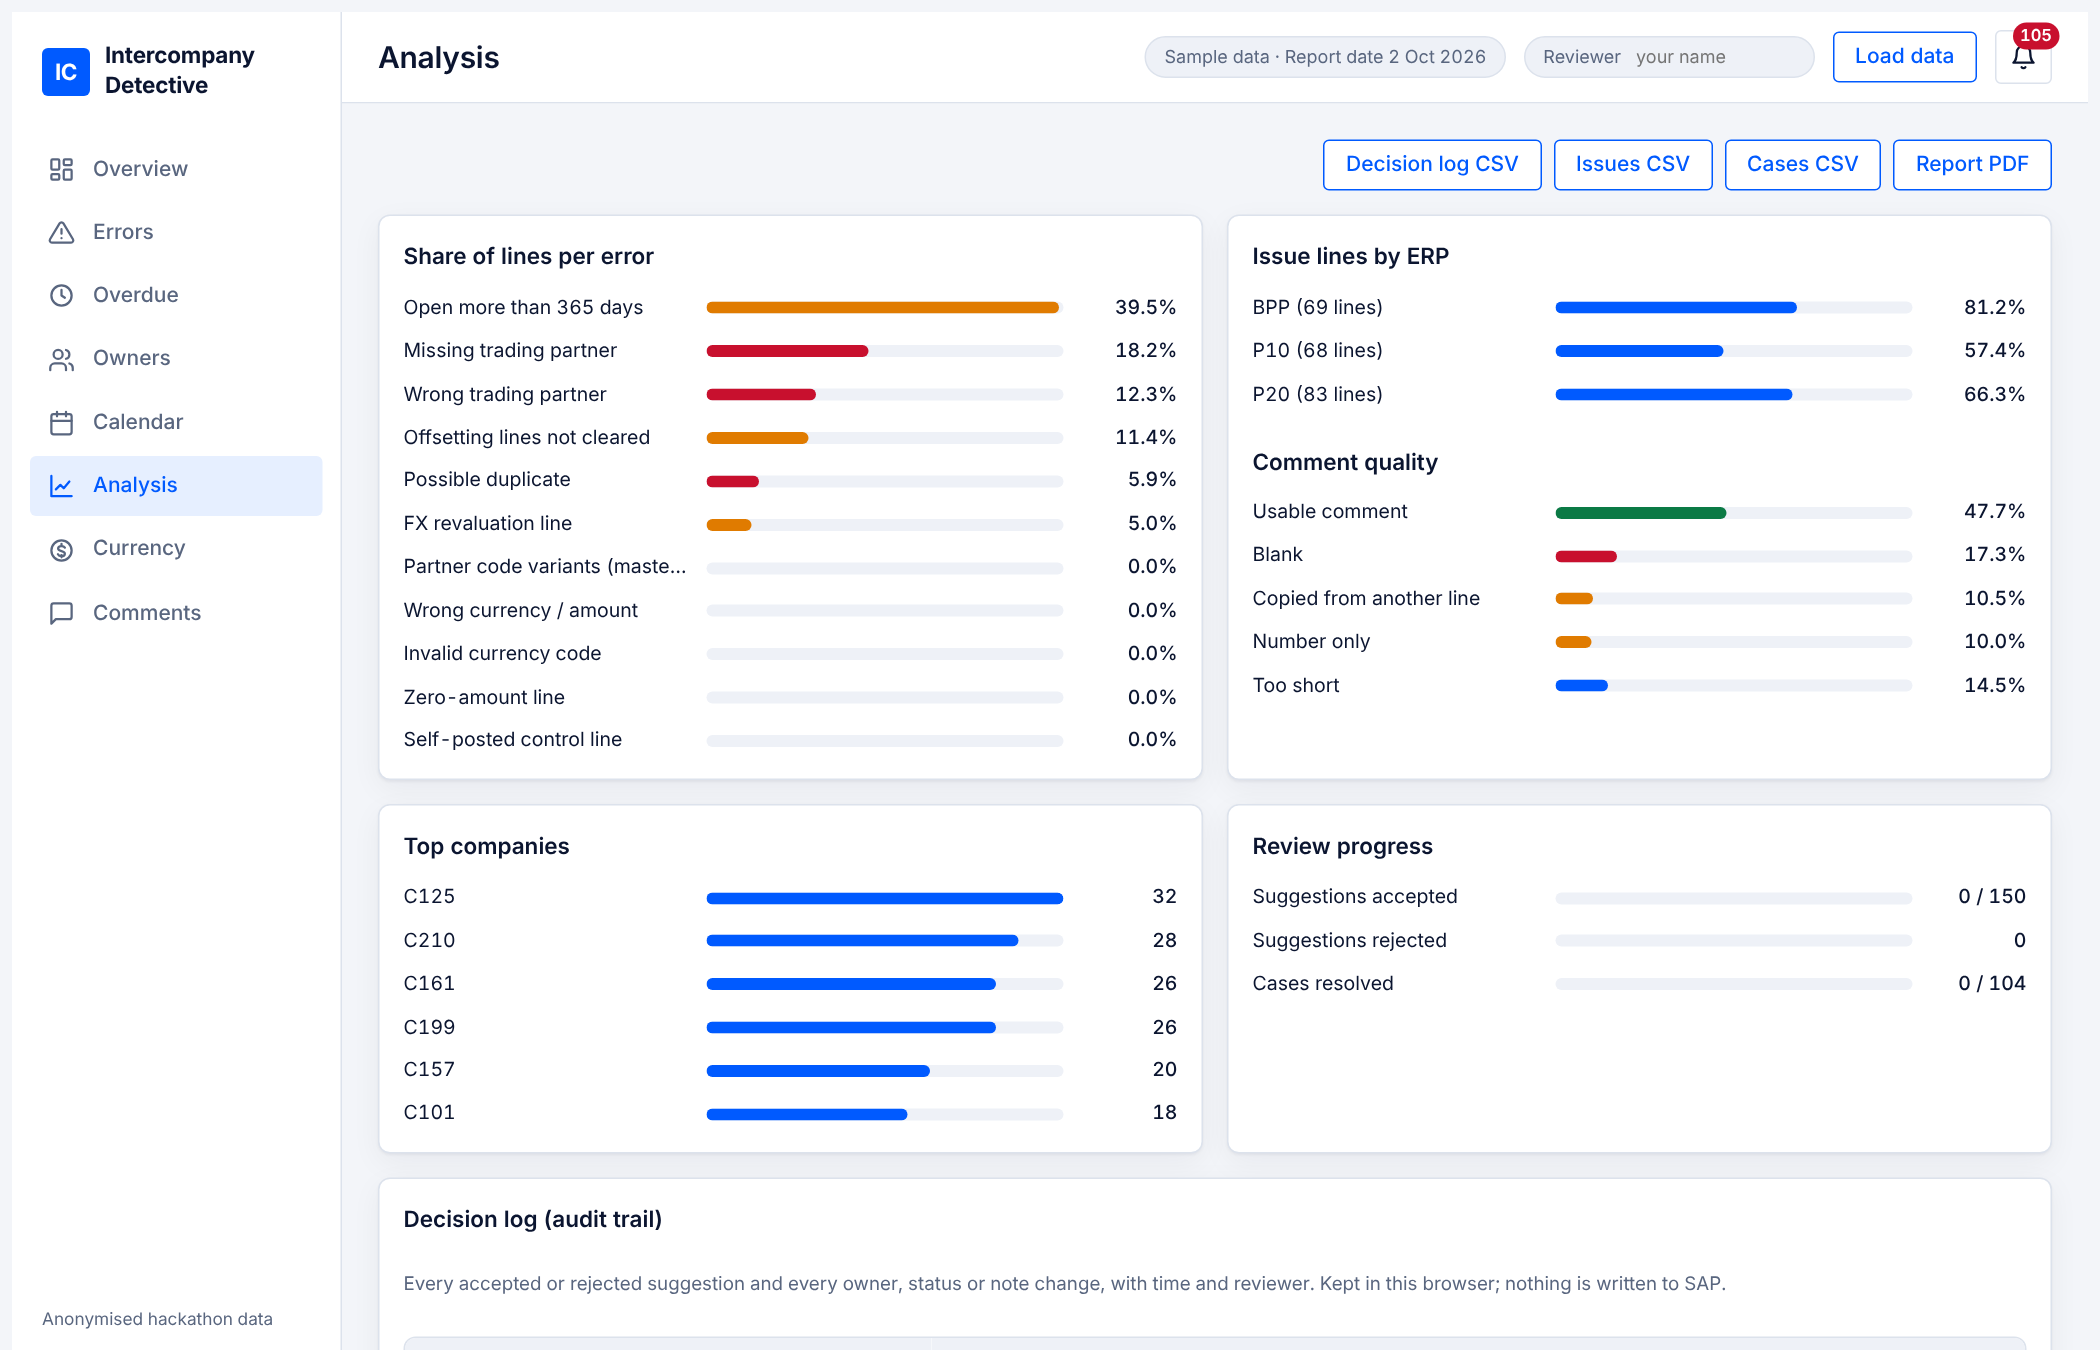 IC
Intercompany
Detective
Overview
Errors
Overdue
Owners
Calendar
Analysis
Currency
Comments
Anonymised hackathon data
Analysis
Sample data · Report date 2 Oct 2026
Reviewer your name
Load data
105
Decision log CSV
Issues CSV
Cases CSV
Report PDF
Share of lines per error
Open more than 365 days 39.5%
Missing trading partner 18.2%
Wrong trading partner 12.3%
Offsetting lines not cleared 11.4%
Possible duplicate 5.9%
FX revaluation line 5.0%
Partner code variants (maste... 0.0%
Wrong currency / amount 0.0%
Invalid currency code 0.0%
Zero-amount line 0.0%
Self-posted control line 0.0%
Issue lines by ERP
BPP (69 lines) 81.2%
P10 (68 lines) 57.4%
P20 (83 lines) 66.3%
Comment quality
Usable comment 47.7%
Blank 17.3%
Copied from another line 10.5%
Number only 10.0%
Too short 14.5%
Top companies
C125 32
C210 28
C161 26
C199 26
C157 20
C101 18
Review progress
Suggestions accepted 0 / 150
Suggestions rejected 0
Cases resolved 0 / 104
Decision log (audit trail)
Every accepted or rejected suggestion and every owner, status or note change, with time and reviewer. Kept in this browser; nothing is written to SAP.